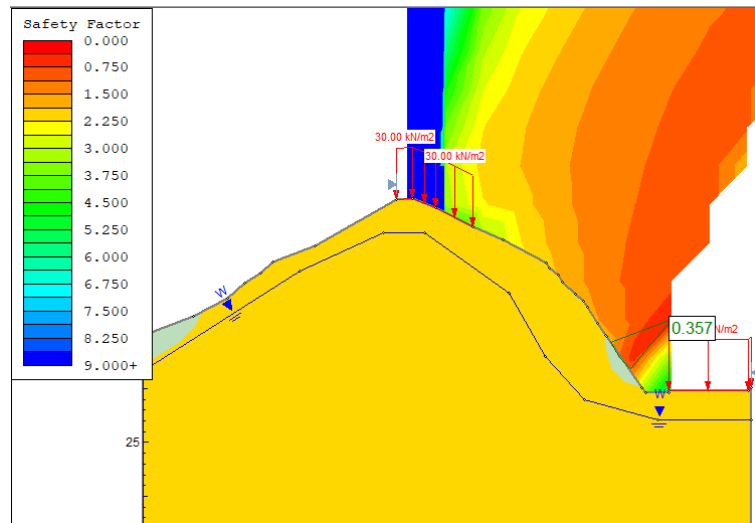 Safety Factor
0.000
0.750
1.500
2.250
3.000
3.750
4.500
5.250
6.000
6.750
7.500
8.250
9.000+
30.00 kN/m2
30.00 kN/m2
W
0.357
N/m2
W
25